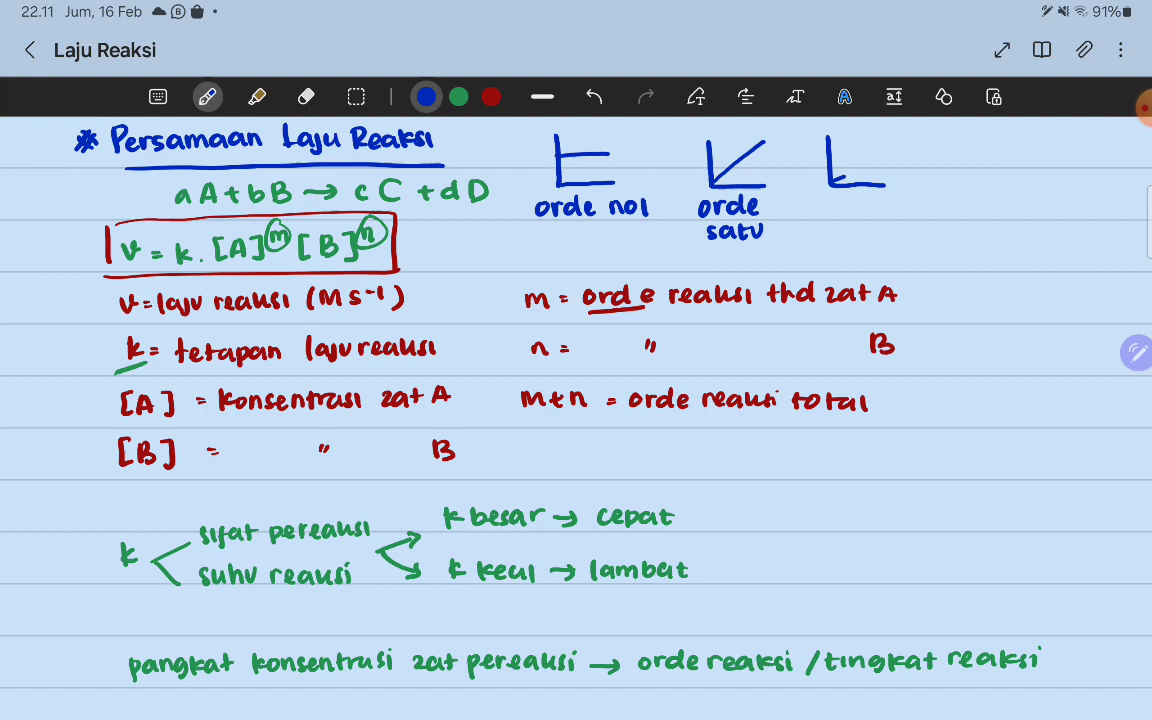 22.11 Jum, 16 Feb
91%
Laju Reaksi
# Persamaan Laju Reaksi
aA + bB → cC + dD
orde nol
orde satu
v = k . [A]^m [B]^n
v = laju reaksi (M s⁻¹)
m = orde reaksi thd zat A
k = tetapan laju reaksi
n = " B
[A] = konsentrasi zat A
m + n = orde reaksi total
[B] = " B
k
sifat pereaksi
suhu reaksi
k besar → cepat
k kecil → lambat
pangkat konsentrasi zat pereaksi → orde reaksi / tingkat reaksi